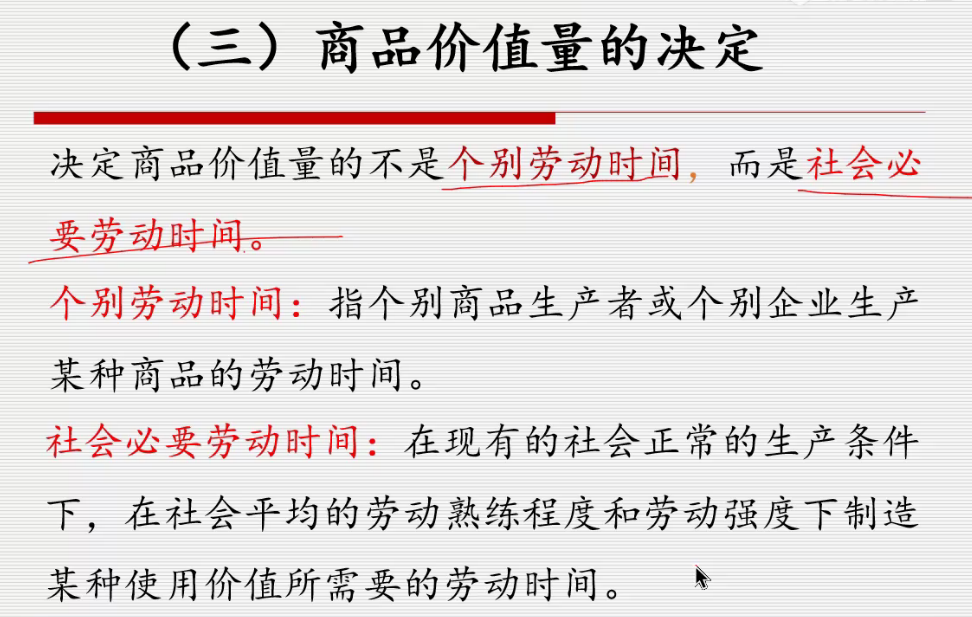 （三）商品价值量的决定
决定商品价值量的不是个别劳动时间，而是社会必
要劳动时间。
个别劳动时间：指个别商品生产者或个别企业生产
某种商品的劳动时间。
社会必要劳动时间：在现有的社会正常的生产条件
下，在社会平均的劳动熟练程度和劳动强度下制造
某种使用价值所需要的劳动时间。